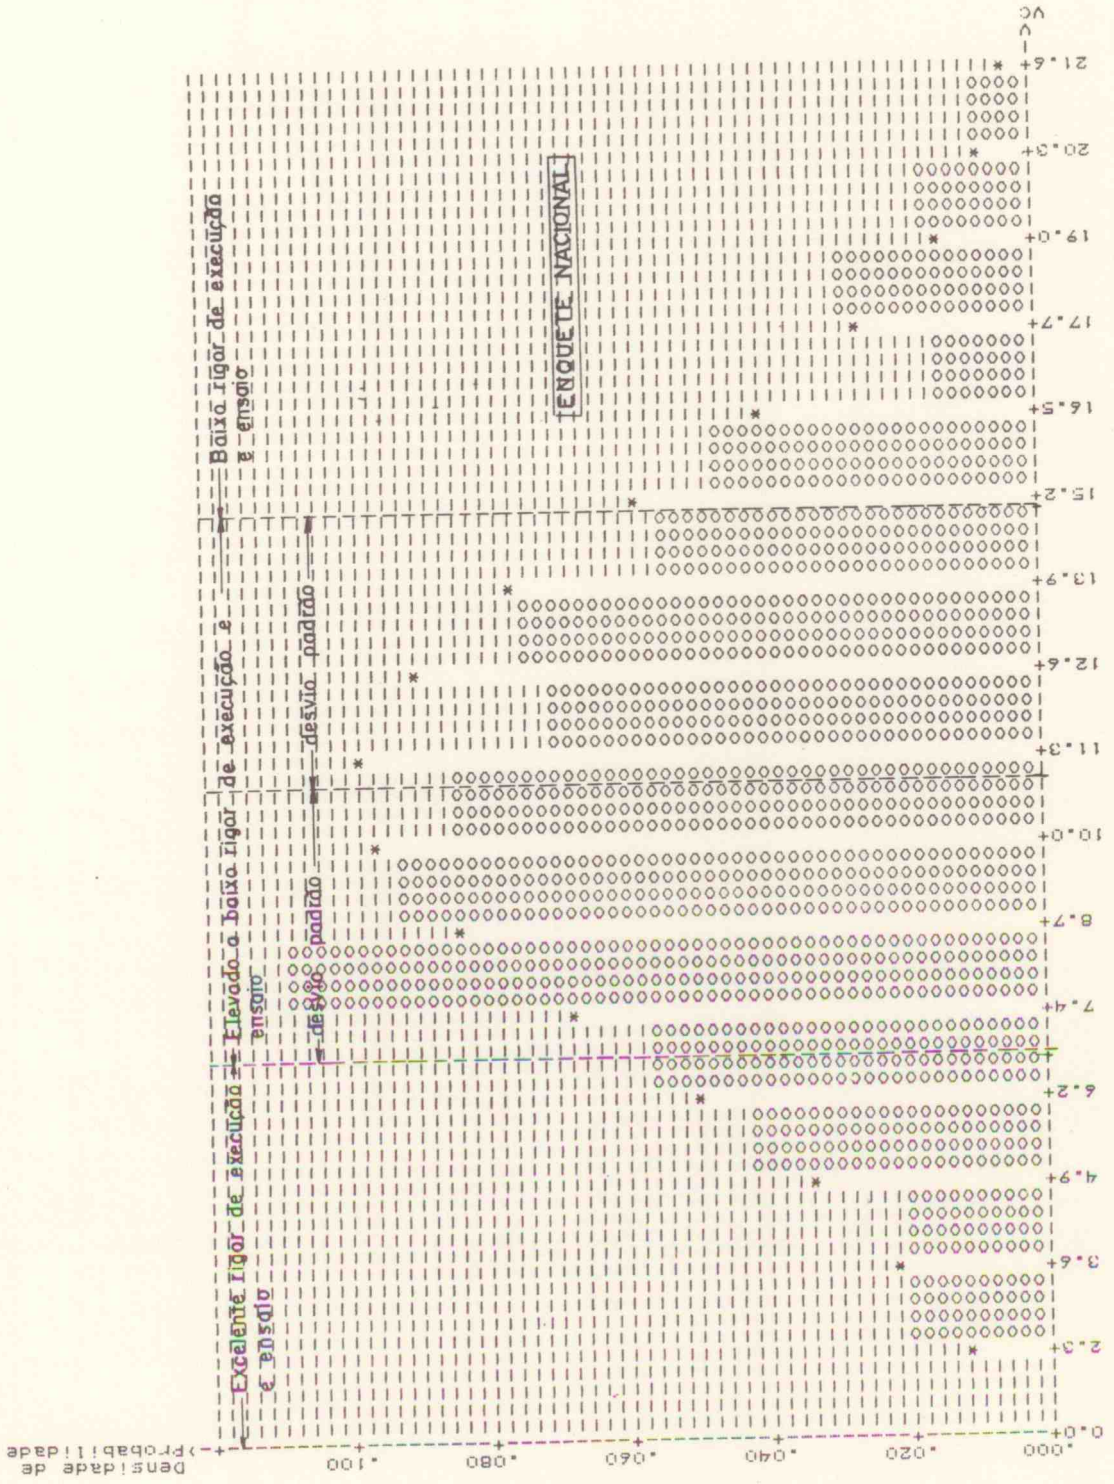 Densidade de
Probabilidade
.100
.080
.060
.040
.020
.000
0.0
2.3
3.6
4.9
6.2
7.4
8.7
10.0
11.3
12.6
13.9
15.2
16.5
17.7
19.0
20.3
21.6
VC
Excelente rigor de execução
e ensaio
Elevado a baixo rigor de execução e
ensaio
Baixo rigor de execução
e ensaio
desvio padrão
desvio padrão
ENQUETE NACIONAL